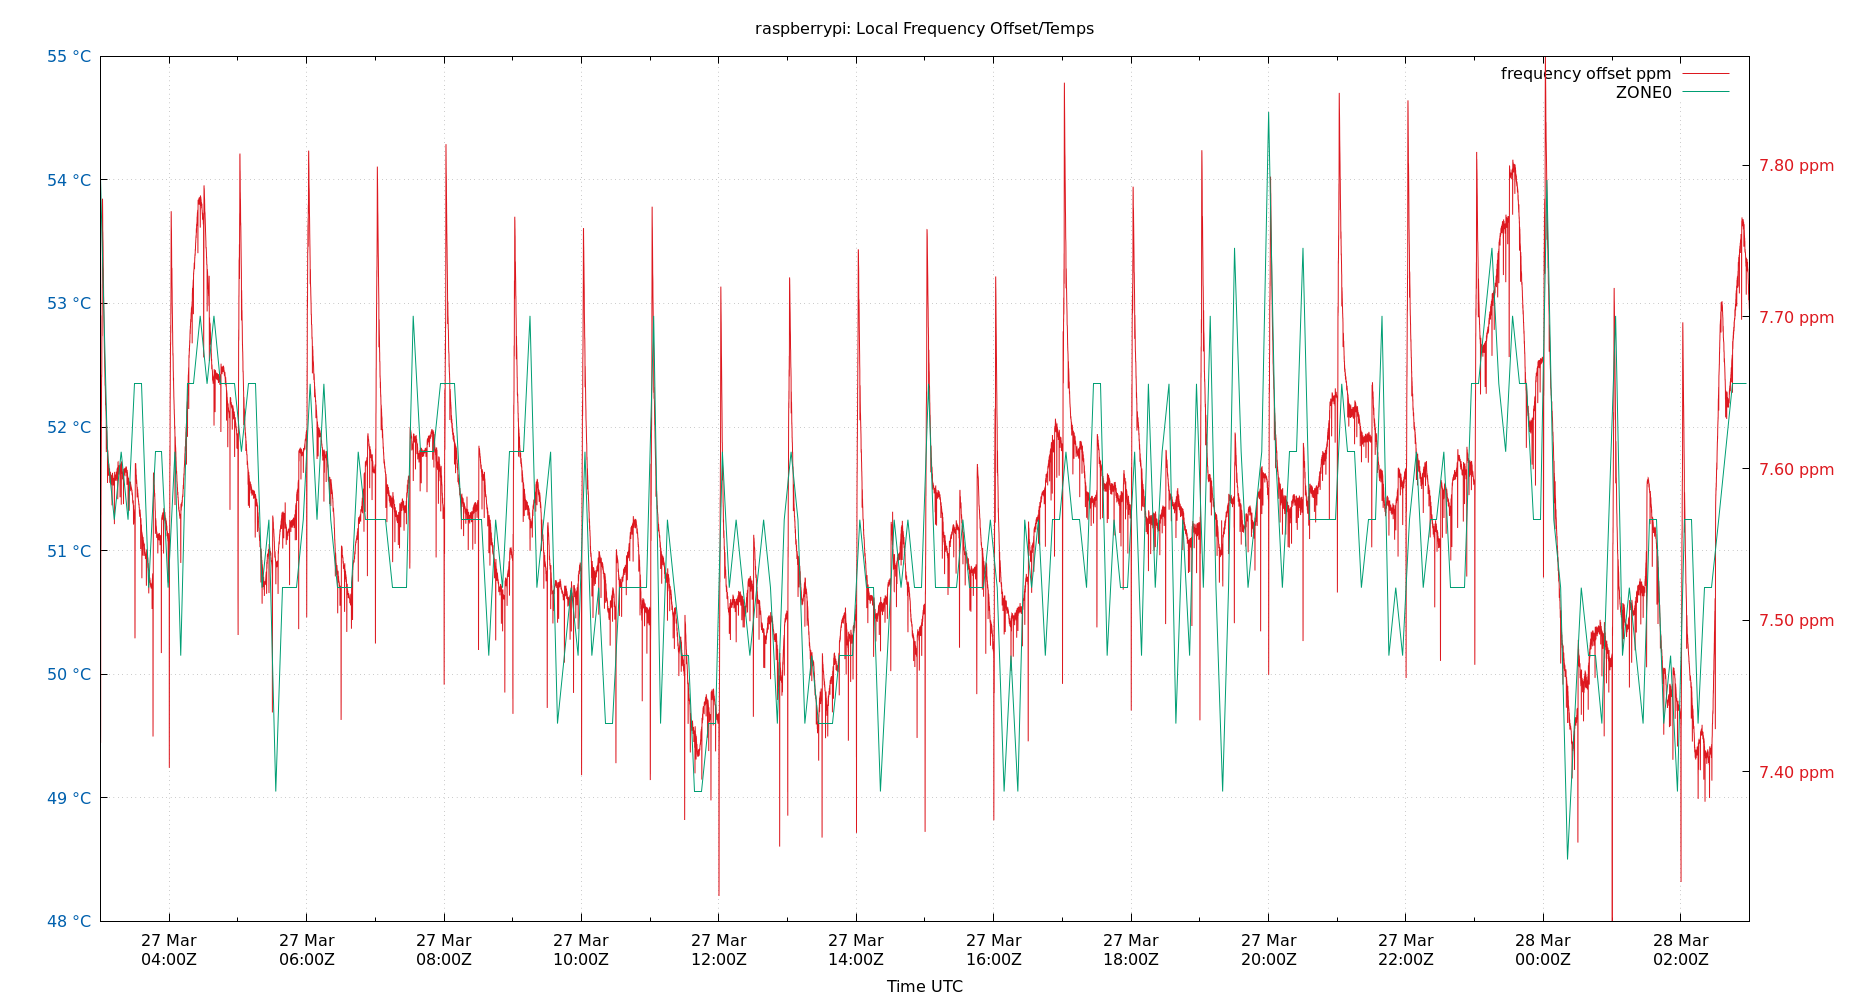 raspberrypi: Local Frequency Offset/Temps
55 °C
54 °C
53 °C
52 °C
51 °C
50 °C
49 °C
48 °C
frequency offset ppm
ZONE0
7.80 ppm
7.70 ppm
7.60 ppm
7.50 ppm
7.40 ppm
27 Mar
04:00Z
27 Mar
06:00Z
27 Mar
08:00Z
27 Mar
10:00Z
27 Mar
12:00Z
27 Mar
14:00Z
27 Mar
16:00Z
27 Mar
18:00Z
27 Mar
20:00Z
27 Mar
22:00Z
28 Mar
00:00Z
28 Mar
02:00Z
Time UTC